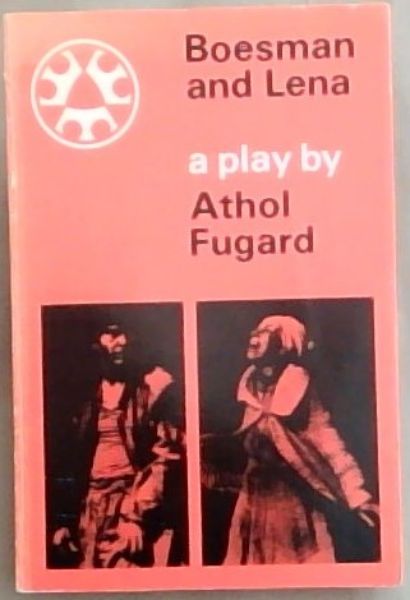 Boesman
and Lena
a play by
Athol
Fugard